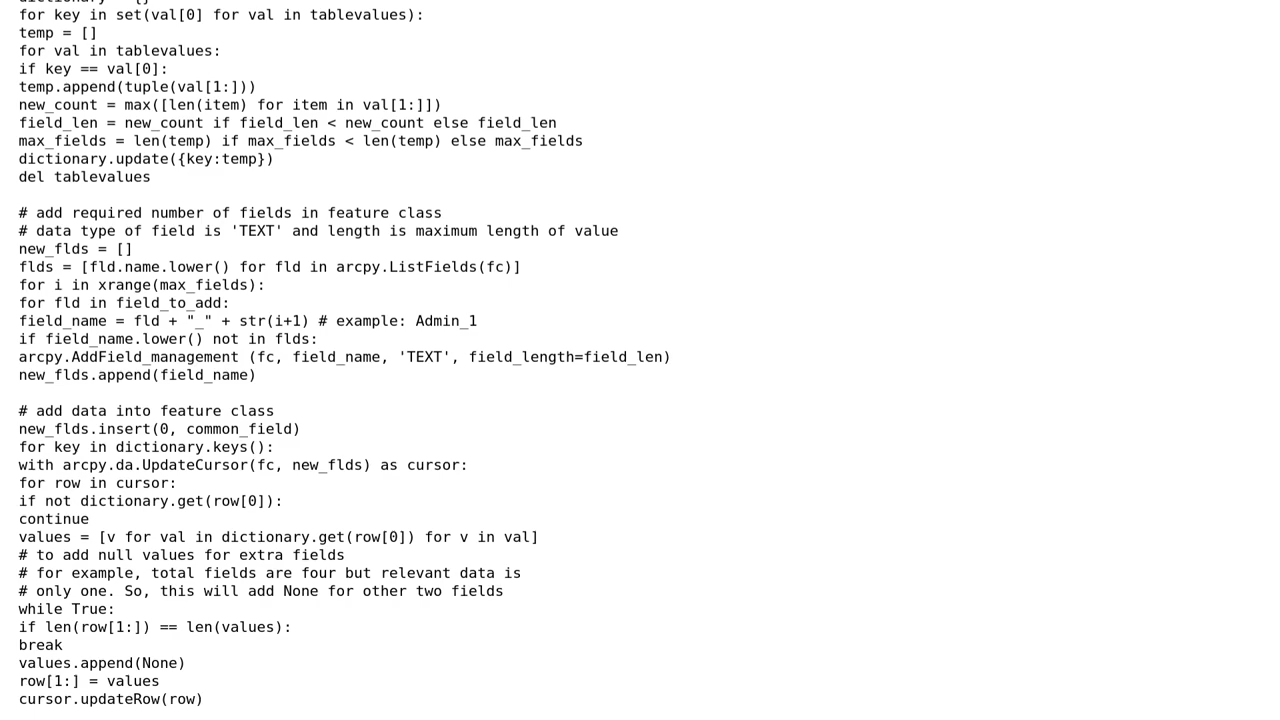 dictionary = {}
for key in set(val[0] for val in tablevalues):
temp = []
for val in tablevalues:
if key == val[0]:
temp.append(tuple(val[1:]))
new_count = max([len(item) for item in val[1:]])
field_len = new_count if field_len < new_count else field_len
max_fields = len(temp) if max_fields < len(temp) else max_fields
dictionary.update({key:temp})
del tablevalues
# add required number of fields in feature class
# data type of field is 'TEXT' and length is maximum length of value
new_flds = []
flds = [fld.name.lower() for fld in arcpy.ListFields(fc)]
for i in xrange(max_fields):
for fld in field_to_add:
field_name = fld + "_" + str(i+1) # example: Admin_1
if field_name.lower() not in flds:
arcpy.AddField_management (fc, field_name, 'TEXT', field_length=field_len)
new_flds.append(field_name)
# add data into feature class
new_flds.insert(0, common_field)
for key in dictionary.keys():
with arcpy.da.UpdateCursor(fc, new_flds) as cursor:
for row in cursor:
if not dictionary.get(row[0]):
continue
values = [v for val in dictionary.get(row[0]) for v in val]
# to add null values for extra fields
# for example, total fields are four but relevant data is
# only one. So, this will add None for other two fields
while True:
if len(row[1:]) == len(values):
break
values.append(None)
row[1:] = values
cursor.updateRow(row)